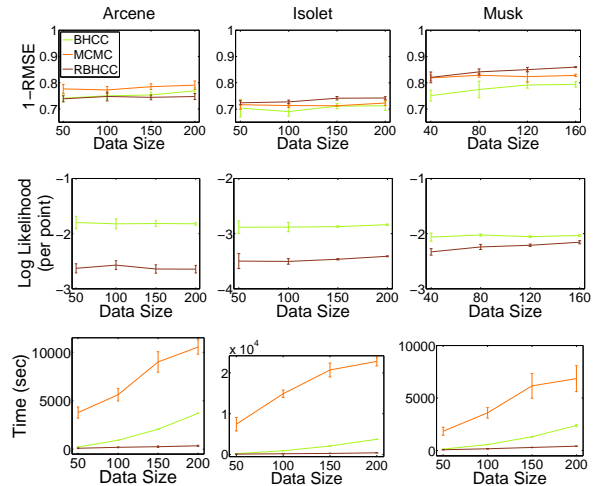 Arcene Isolet Musk
1-RMSE
1 0.9 0.8 0.7
BHCC
MCMC
RBHCC
50 100 150 200
Data Size
1 0.9 0.8 0.7
50 100 150 200
Data Size
1 0.9 0.8 0.7
40 80 120 160
Data Size
Log Likelihood
(per point)
-1 -2 -3
50 100 150 200
Data Size
-2 -3 -4
50 100 150 200
Data Size
-1 -2 -3
40 80 120 160
Data Size
Time (sec)
10000 5000 0
50 100 150 200
Data Size
x 10^4
2 1 0
50 100 150 200
Data Size
10000 5000 0
50 100 150 200
Data Size